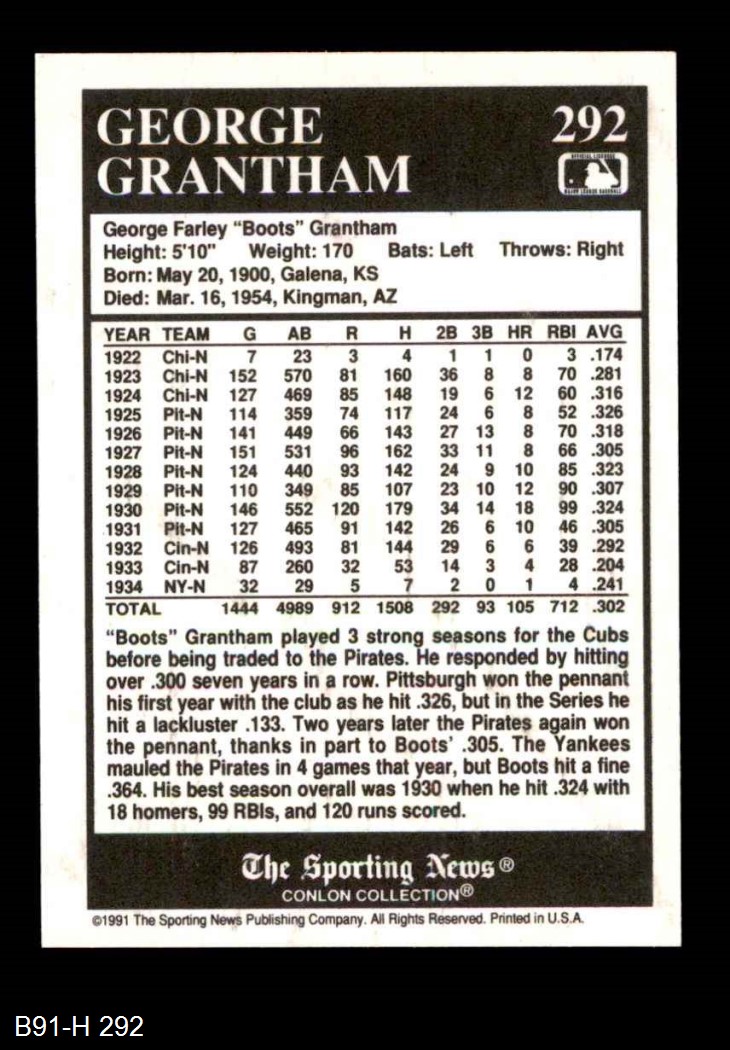 GEORGE 292
GRANTHAM
OFFICIAL LICENSEE
MAJOR LEAGUE BASEBALL
George Farley “Boots” Grantham
Height: 5'10" Weight: 170 Bats: Left Throws: Right
Born: May 20, 1900, Galena, KS
Died: Mar. 16, 1954, Kingman, AZ
YEAR TEAM G AB R H 2B 3B HR RBI AVG
1922 Chi-N 7 23 3 4 1 1 0 3 .174
1923 Chi-N 152 570 81 160 36 8 8 70 .281
1924 Chi-N 127 469 85 148 19 6 12 60 .316
1925 Pit-N 114 359 74 117 24 6 8 52 .326
1926 Pit-N 141 449 66 143 27 13 8 70 .318
1927 Pit-N 151 531 96 162 33 11 8 66 .305
1928 Pit-N 124 440 93 142 24 9 10 85 .323
1929 Pit-N 110 349 85 107 23 10 12 90 .307
1930 Pit-N 146 552 120 179 34 14 18 99 .324
1931 Pit-N 127 465 91 142 26 6 10 46 .305
1932 Cin-N 126 493 81 144 29 6 6 39 .292
1933 Cin-N 87 260 32 53 14 3 4 28 .204
1934 NY-N 32 29 5 7 2 0 1 4 .241
TOTAL 1444 4989 912 1508 292 93 105 712 .302
“Boots” Grantham played 3 strong seasons for the Cubs
before being traded to the Pirates. He responded by hitting
over .300 seven years in a row. Pittsburgh won the pennant
his first year with the club as he hit .326, but in the Series he
hit a lackluster .133. Two years later the Pirates again won
the pennant, thanks in part to Boots’ .305. The Yankees
mauled the Pirates in 4 games that year, but Boots hit a fine
.364. His best season overall was 1930 when he hit .324 with
18 homers, 99 RBIs, and 120 runs scored.
The Sporting News®
CONLON COLLECTION®
©1991 The Sporting News Publishing Company. All Rights Reserved. Printed in U.S.A.
B91-H 292